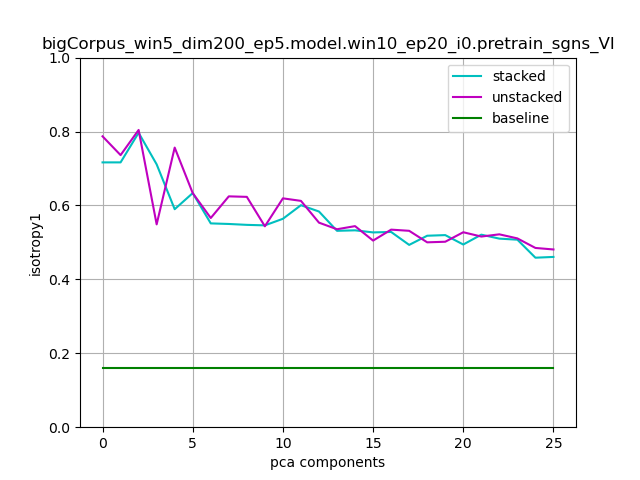 bigCorpus_win5_dim200_ep5.model.win10_ep20_i0.pretrain_sgns_VI
1.0
0.8
0.6
0.4
0.2
0.0
isotropy1
stacked
unstacked
baseline
0 5 10 15 20 25
pca components